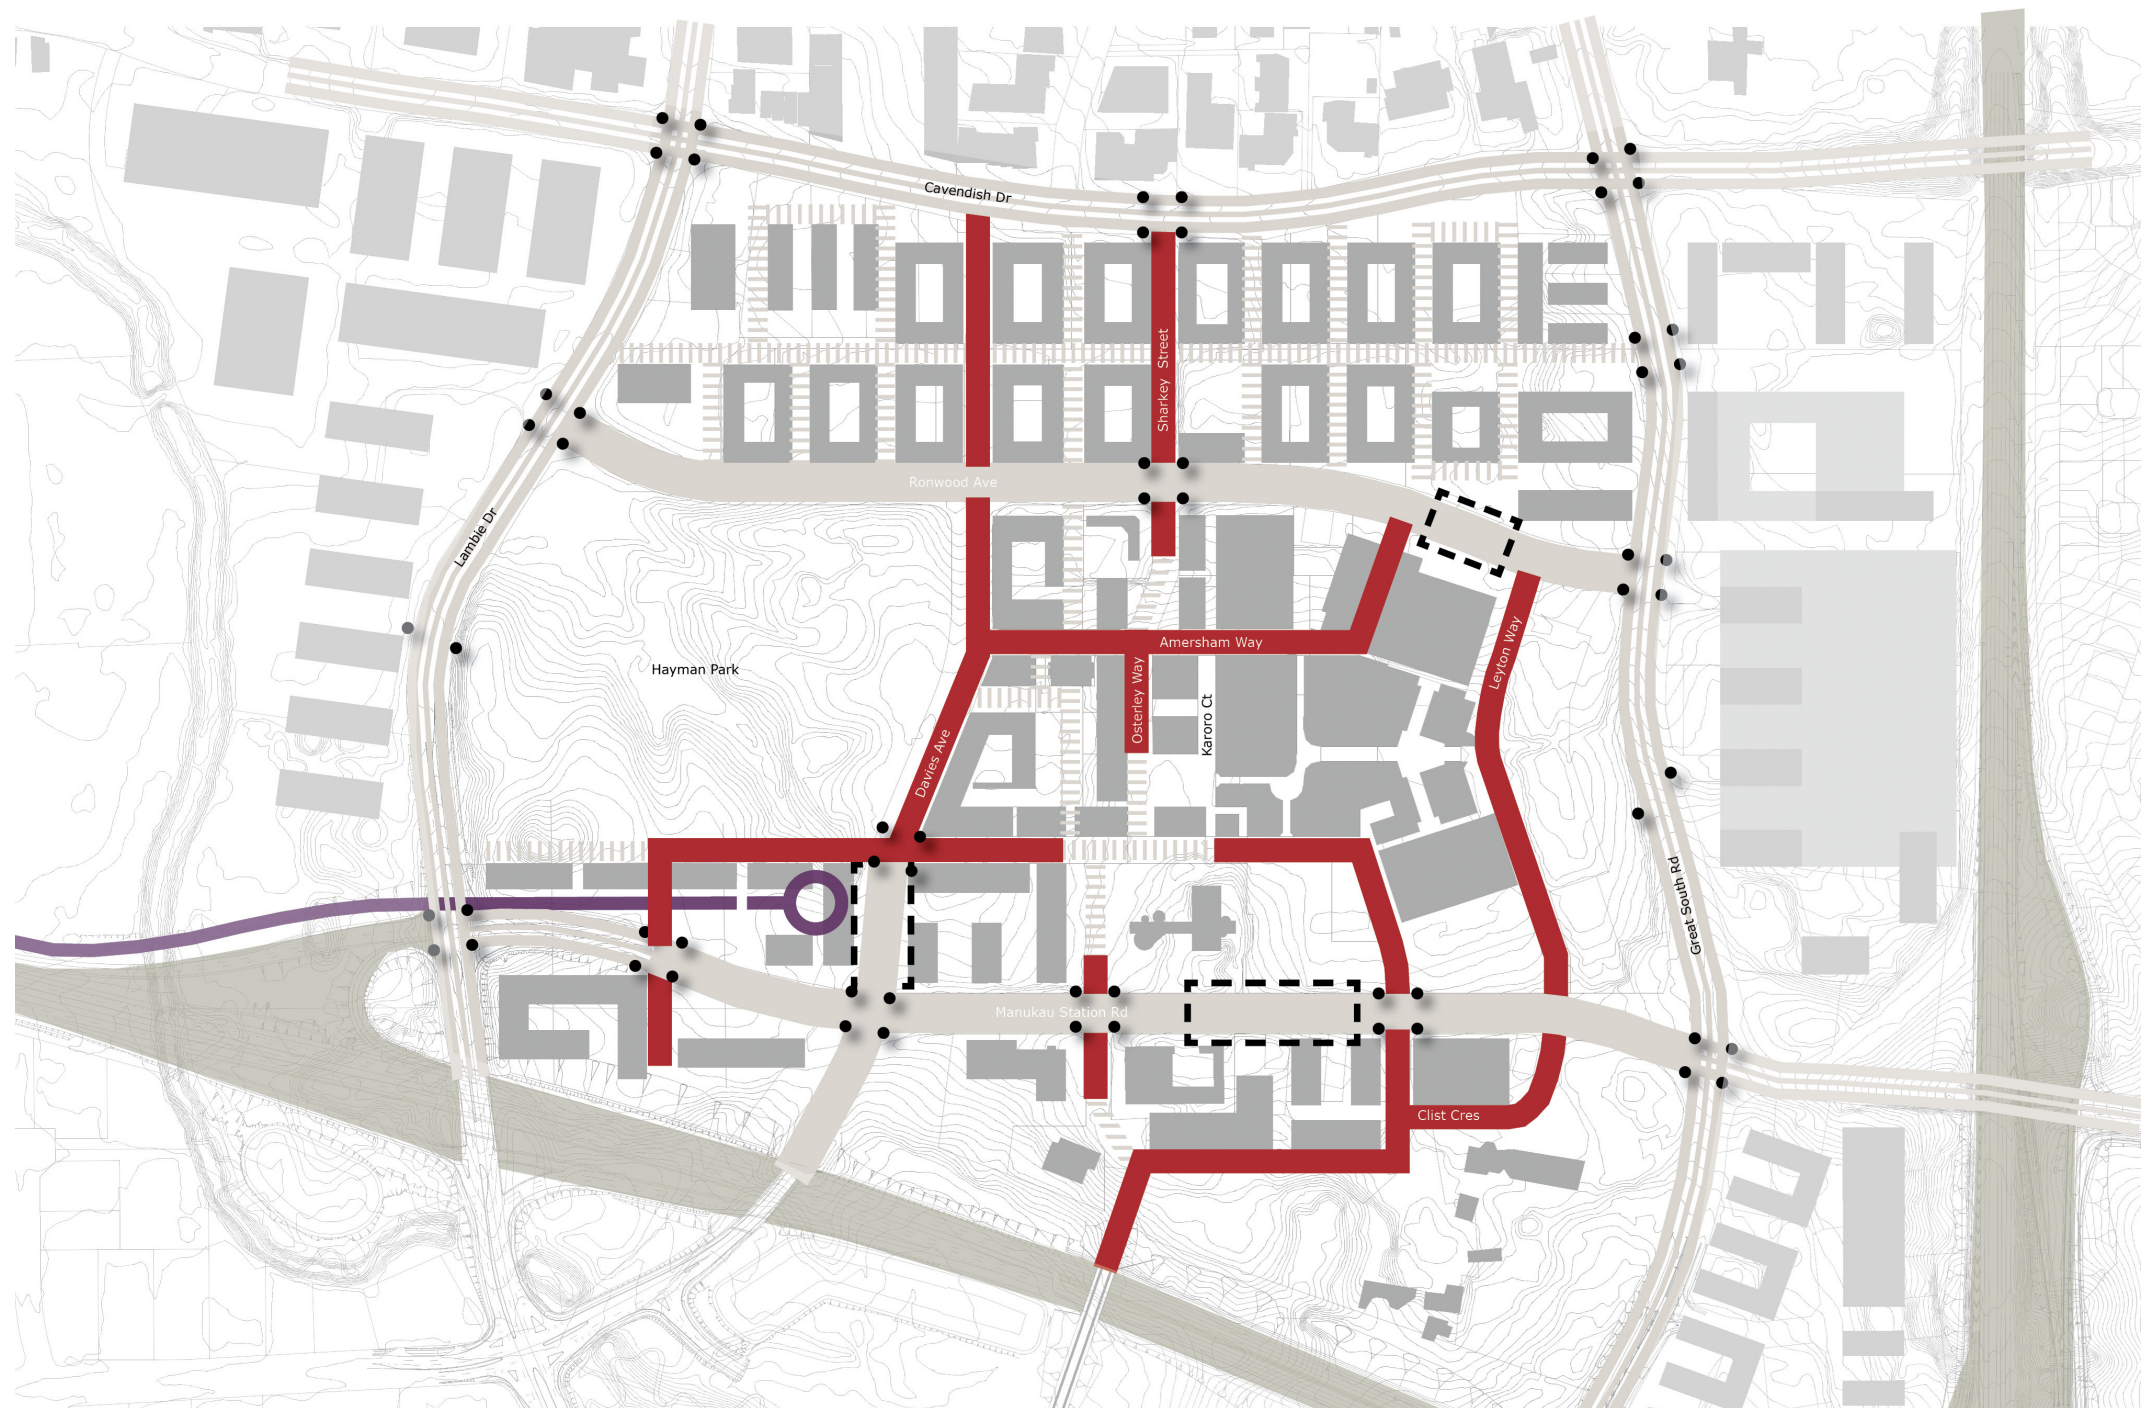 Cavendish Dr
Sharkey Street
Ronwood Ave
Lambie Dr
Amersham Way
Leyton Way
Hayman Park
Osterley Way
Karoro Ct
Davies Ave
Great South Rd
Manukau Station Rd
Clist Cres